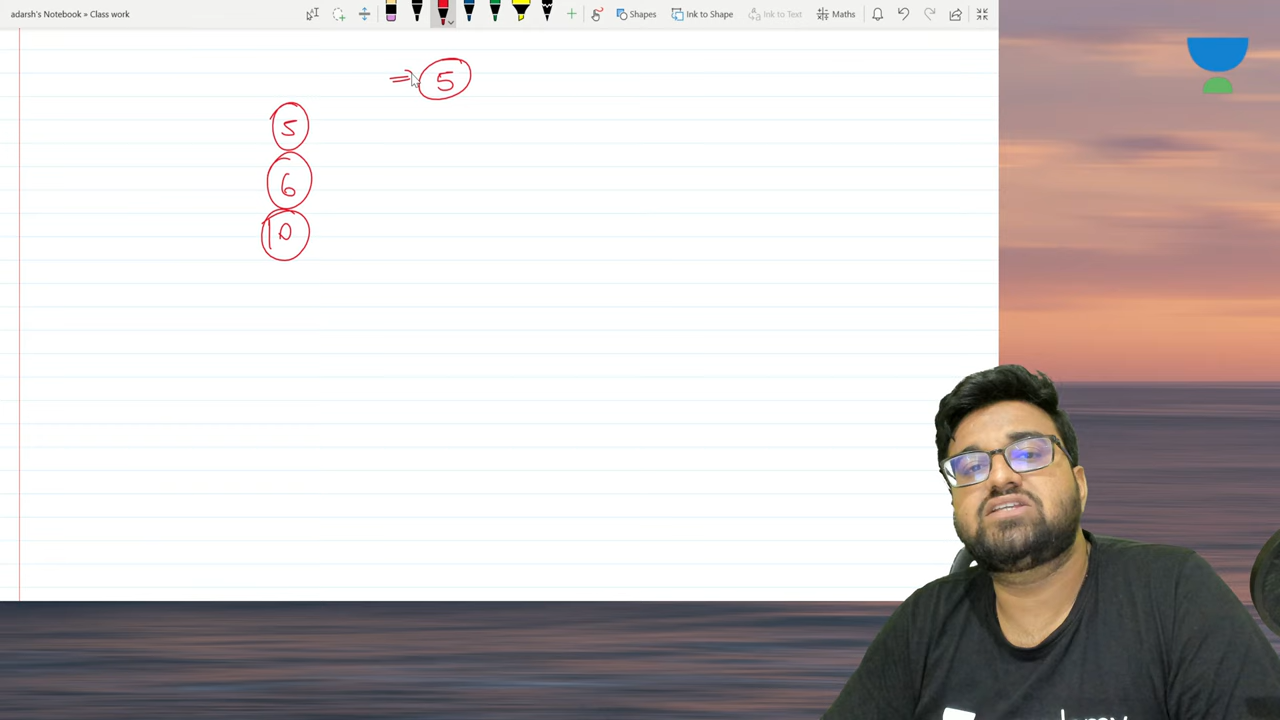 adarsh's Notebook » Class work
Shapes Ink to Shape Ink to Text Maths
⇒ 5
5
6
10